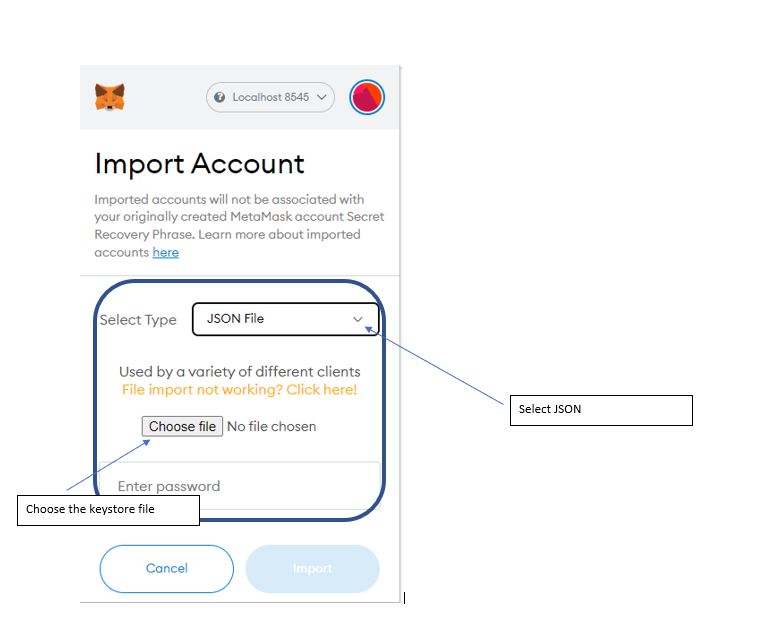 Localhost 8545
Import Account
Imported accounts will not be associated with
your originally created MetaMask account Secret
Recovery Phrase. Learn more about imported
accounts here
Select Type
JSON File
Used by a variety of different clients
File import not working? Click here!
Select JSON
Choose file No file chosen
Enter password
Choose the keystore file
Cancel
Import